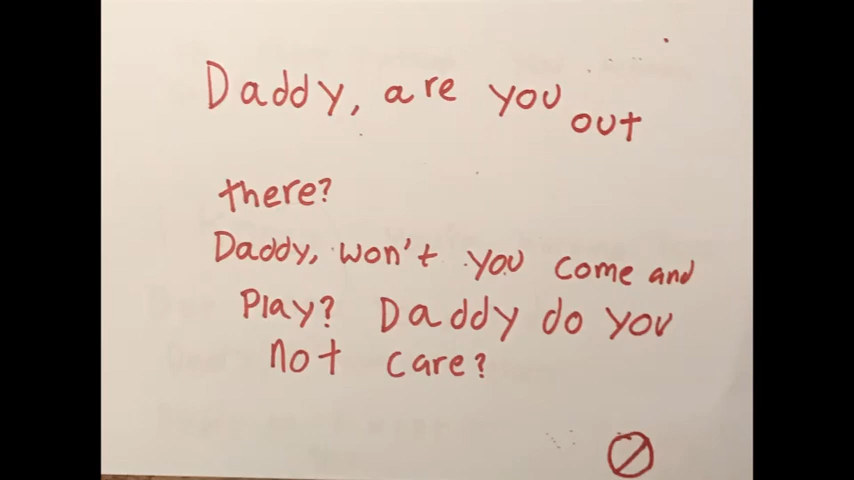 Daddy, are you out
there?
Daddy, won't you come and
Play? Daddy do you
not care?